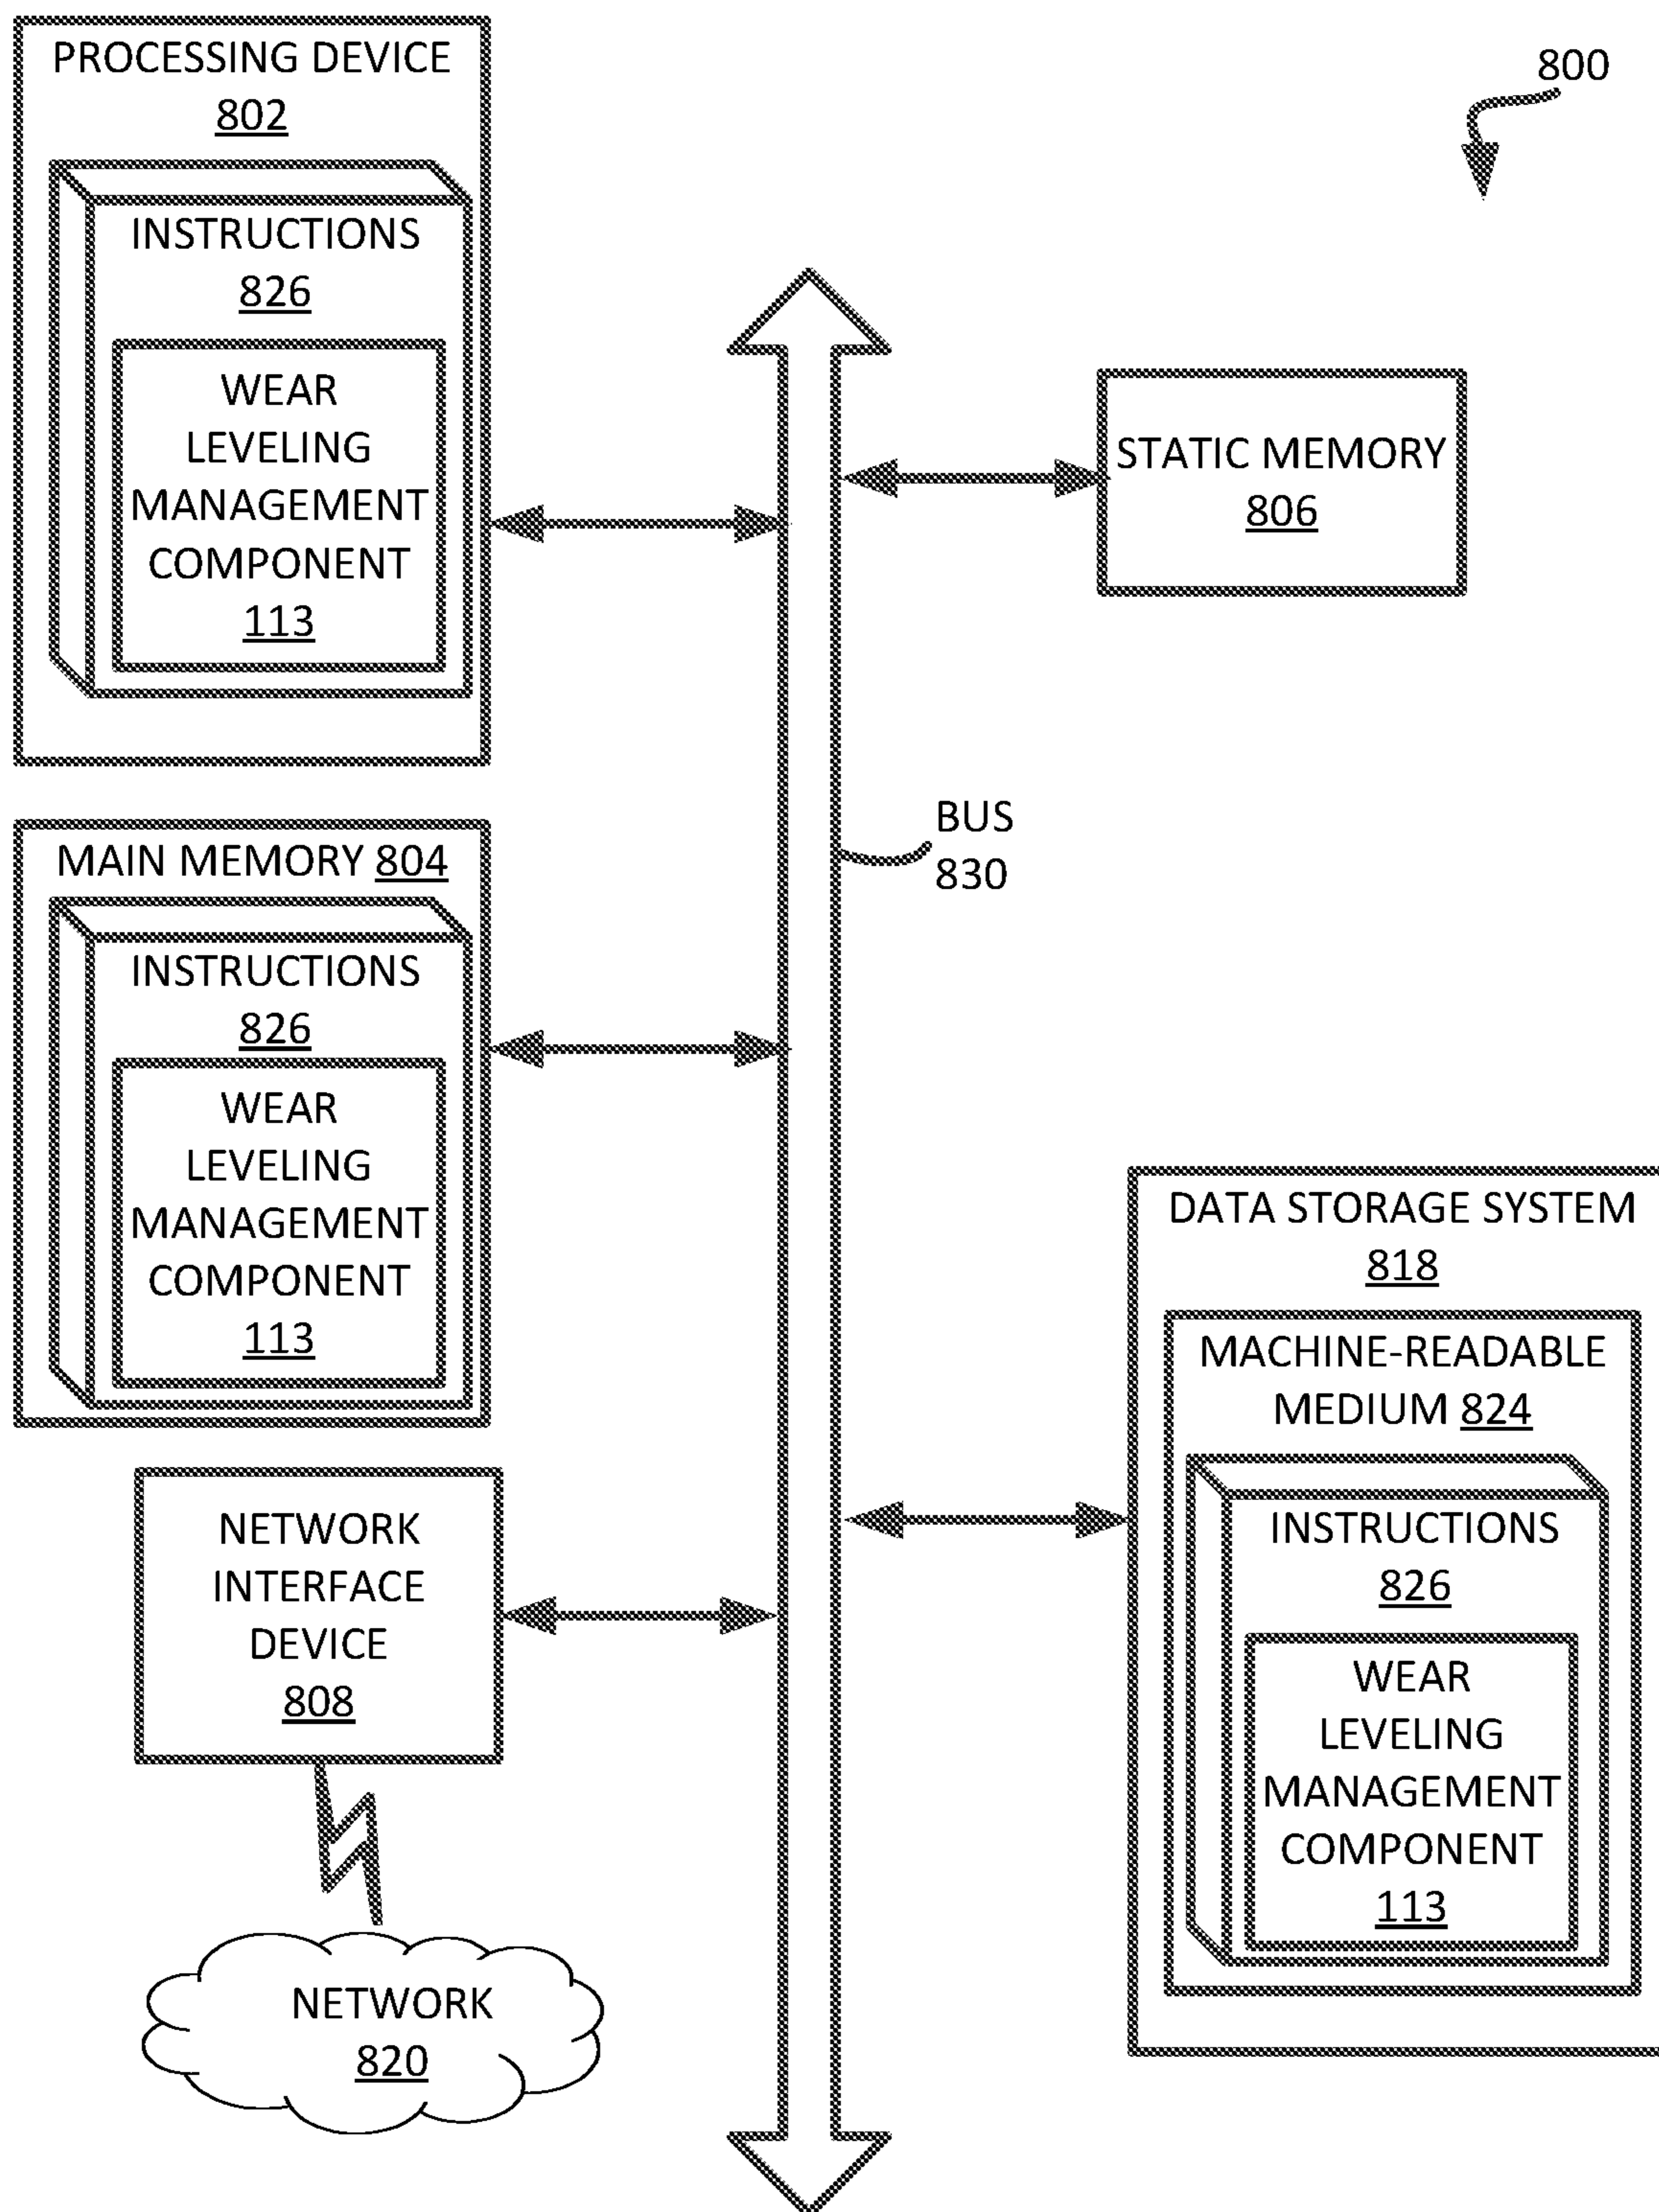 PROCESSING DEVICE
802
INSTRUCTIONS
826
WEAR
LEVELING
MANAGEMENT
COMPONENT
113
800
STATIC MEMORY
806
BUS
830
MAIN MEMORY 804
INSTRUCTIONS
826
WEAR
LEVELING
MANAGEMENT
COMPONENT
113
DATA STORAGE SYSTEM
818
MACHINE-READABLE
MEDIUM 824
INSTRUCTIONS
826
WEAR
LEVELING
MANAGEMENT
COMPONENT
113
NETWORK
INTERFACE
DEVICE
808
NETWORK
820